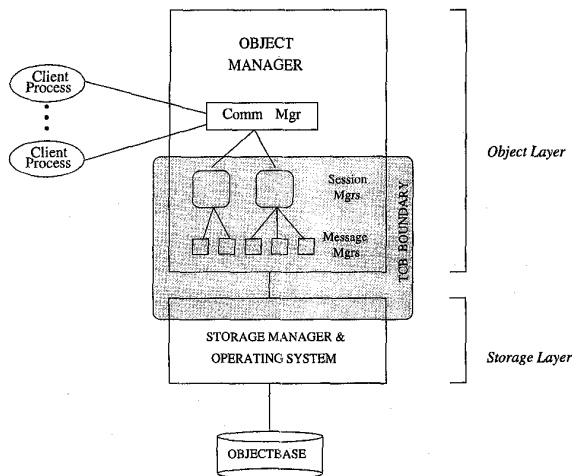 OBJECT
MANAGER
Client
Process
Comm Mgr
Client
Process
Object Layer
Session
Mgrs
Message
Mgrs
TCB BOUNDARY
STORAGE MANAGER &
OPERATING SYSTEM
Storage Layer
OBJECTBASE